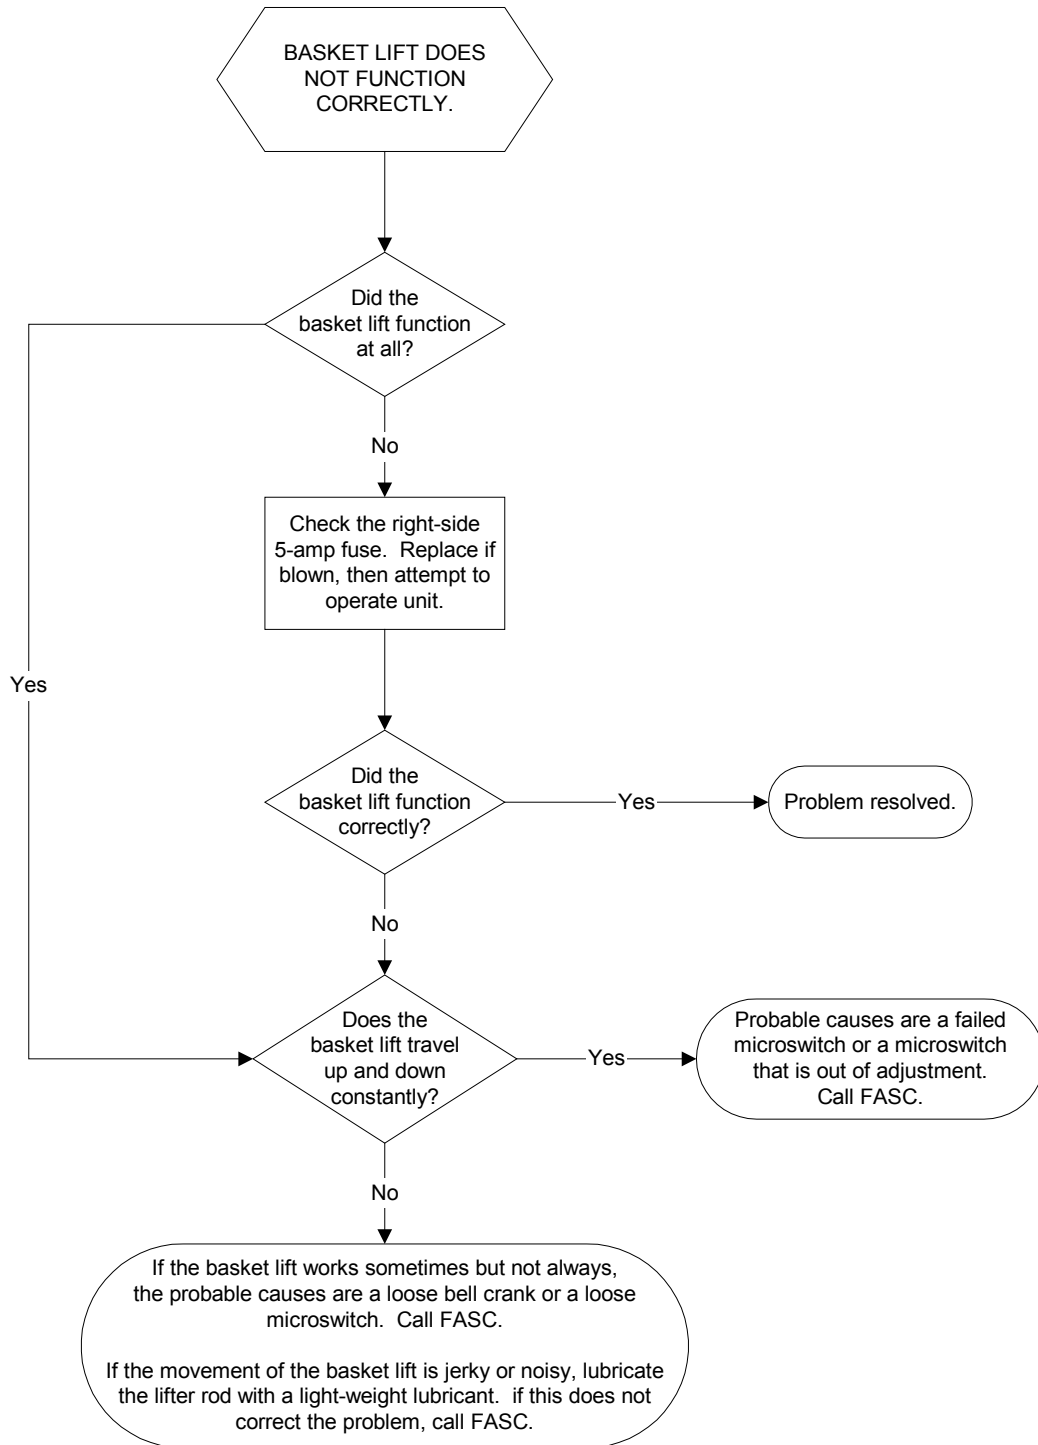 BASKET LIFT DOES
NOT FUNCTION
CORRECTLY.
Did the
basket lift function
at all?
No
Check the right-side
5-amp fuse.  Replace if
blown, then attempt to
operate unit.
Yes
Did the
basket lift function
correctly?
Yes
Problem resolved.
No
Does the
basket lift travel
up and down
constantly?
Yes
Probable causes are a failed
microswitch or a microswitch
that is out of adjustment.
Call FASC.
No
If the basket lift works sometimes but not always,
the probable causes are a loose bell crank or a loose
microswitch.  Call FASC.
If the movement of the basket lift is jerky or noisy, lubricate
the lifter rod with a light-weight lubricant.  if this does not
correct the problem, call FASC.